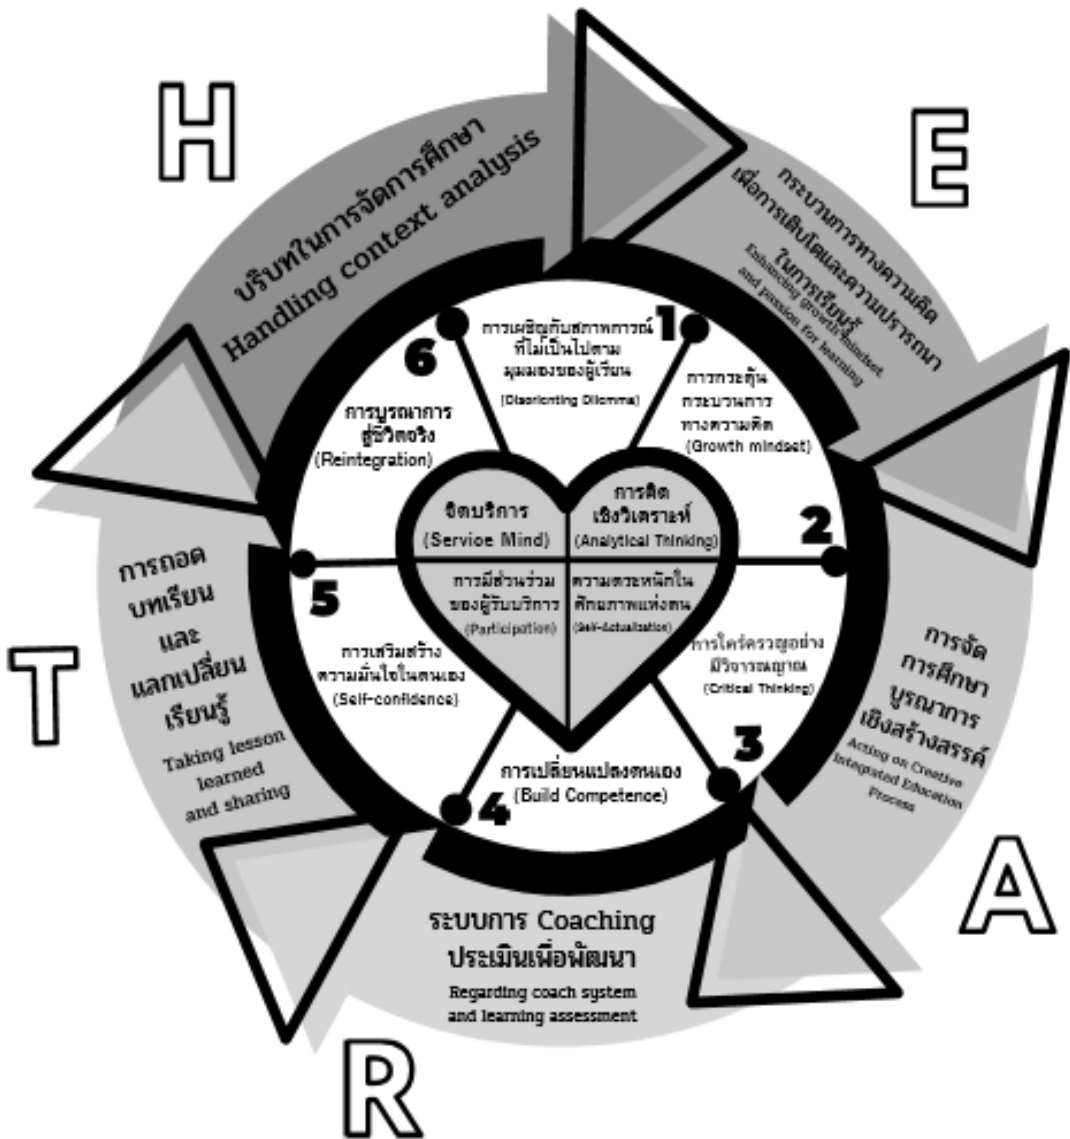 H
บริบทในการจัดการศึกษา
Handling context analysis
E
กระบวนการทางความคิด
เพื่อการเติบโตและความปรารถนา
ในการเรียนรู้
Enhancing growth mindset
and passion for learning
A
การจัด
การศึกษา
บูรณาการ
เชิงสร้างสรรค์
Acting on Creative
Integrated Education
Process
R
ระบบการ Coaching
ประเมินเพื่อพัฒนา
Regarding coach system
and learning assessment
T
การถอด
บทเรียน
และ
แลกเปลี่ยน
เรียนรู้
Taking lesson
learned
and sharing
1
การเผชิญกับสภาพการณ์
ที่ไม่เป็นไปตาม
มุมมองของผู้เรียน
(Disorienting Dilemma)
2
การกระตุ้น
กระบวนการ
ทางความคิด
(Growth mindset)
3
การใคร่ครวญอย่าง
มีวิจารณญาณ
(Critical Thinking)
4
การเปลี่ยนแปลงตนเอง
(Build Competence)
5
การเสริมสร้าง
ความมั่นใจในตนเอง
(Self-confidence)
6
การบูรณาการ
สู่ชีวิตจริง
(Reintegration)
จิตบริการ
(Service Mind)
การคิด
เชิงวิเคราะห์
(Analytical Thinking)
การมีส่วนร่วม
ของผู้รับบริการ
(Participation)
ความตระหนักใน
ศักยภาพแห่งตน
(Self-Actualization)